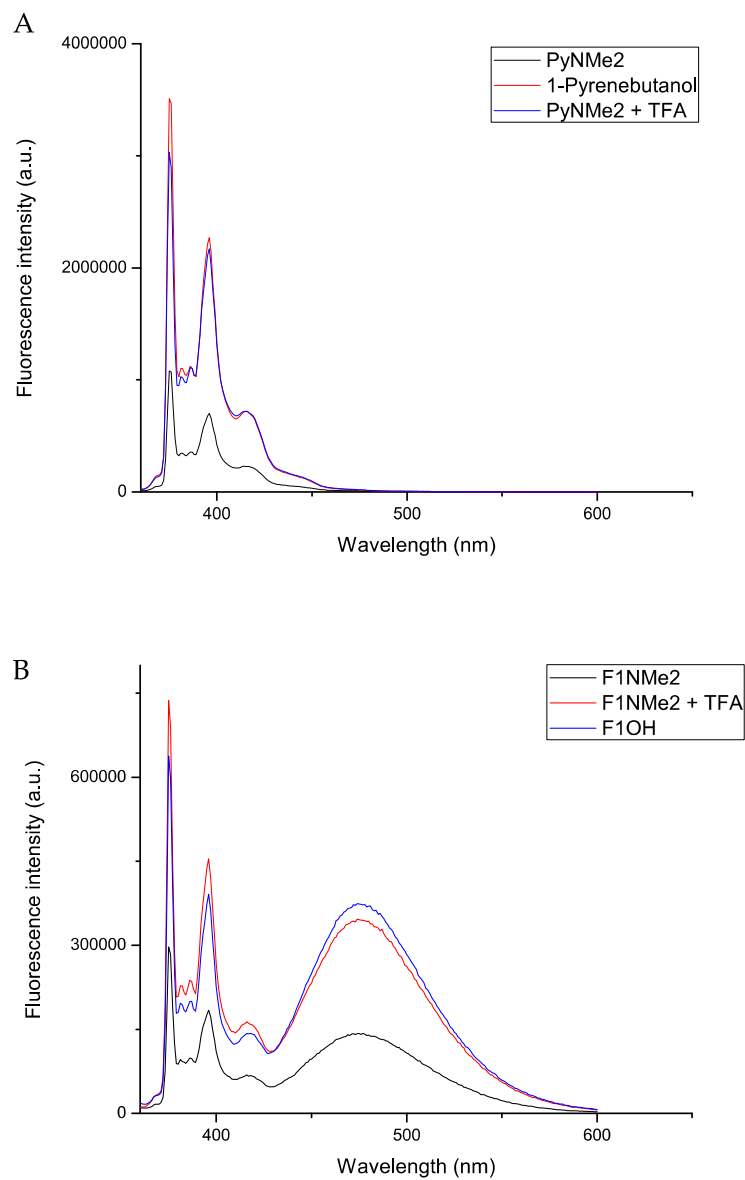 A
4000000
PyNMe2
1-Pyrenebutanol
PyNMe2 + TFA
Fluorescence intensity (a.u.)
2000000
0
400
500
600
Wavelength (nm)
B
F1NMe2
F1NMe2 + TFA
F1OH
Fluorescence intensity (a.u.)
600000
300000
0
400
500
600
Wavelength (nm)